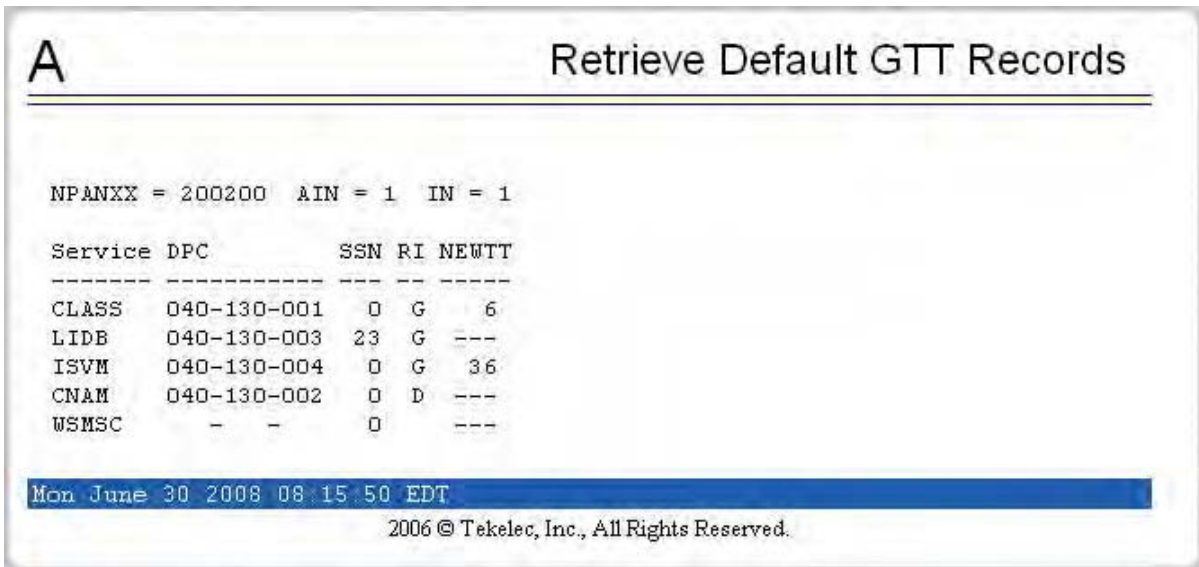 A
Retrieve Default GTT Records
NPANXX = 200200 AIN = 1 IN = 1
Service DPC SSN RI NEWTT
------- ----------- --- -- -----
CLASS 040-130-001 0 G 6
LIDB 040-130-003 23 G ---
ISVM 040-130-004 0 G 36
CNAM 040-130-002 0 D ---
WSMSC - - 0 ---
Mon June 30 2008 08:15:50 EDT
2006 © Tekelec, Inc., All Rights Reserved.